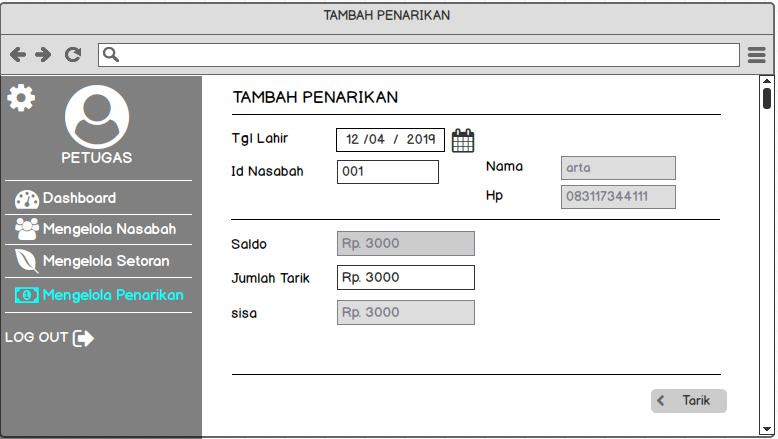 TAMBAH PENARIKAN
PETUGAS
Dashboard
Mengelola Nasabah
Mengelola Setoran
Mengelola Penarikan
LOG OUT
TAMBAH PENARIKAN
Tgl Lahir 12 /04 / 2019
Id Nasabah 001 Nama arta
Hp 083117344111
Saldo Rp. 3000
Jumlah Tarik Rp. 3000
sisa Rp. 3000
Tarik